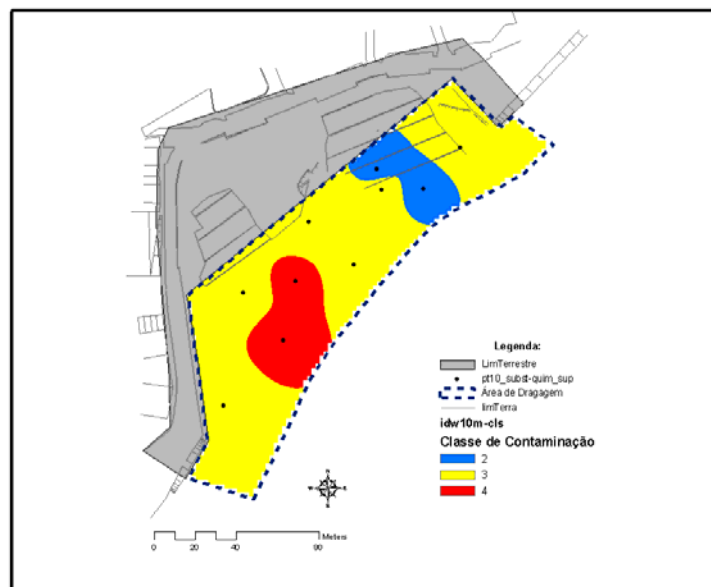 Legenda:
LimTerrestre
pt10_subst-quim_sup
Área de Dragagem
limTerra
idw10m-cls
Classe de Contaminação
2
3
4
N
W E
S
Meters
0 20 40 80